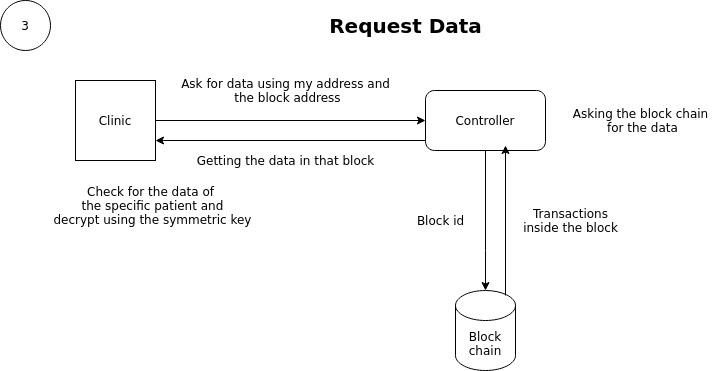 3
Request Data
Ask for data using my address and
the block address
Clinic
Controller
Asking the block chain
for the data
Getting the data in that block
Check for the data of
the specific patient and
decrypt using the symmetric key
Block id
Transactions
inside the block
Block
chain